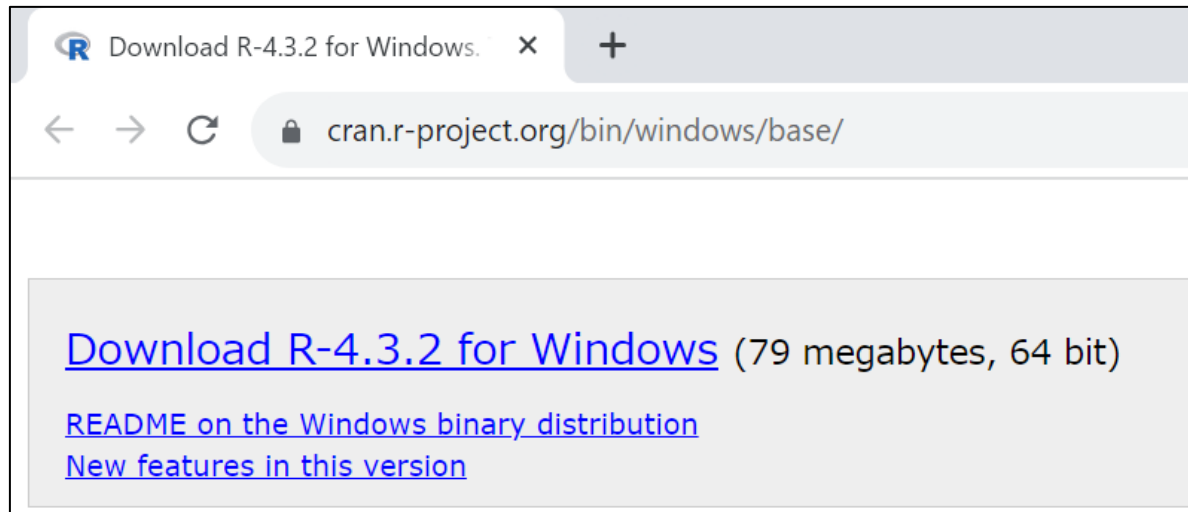 Download R-4.3.2 for Windows.
cran.r-project.org/bin/windows/base/
Download R-4.3.2 for Windows (79 megabytes, 64 bit)
README on the Windows binary distribution
New features in this version